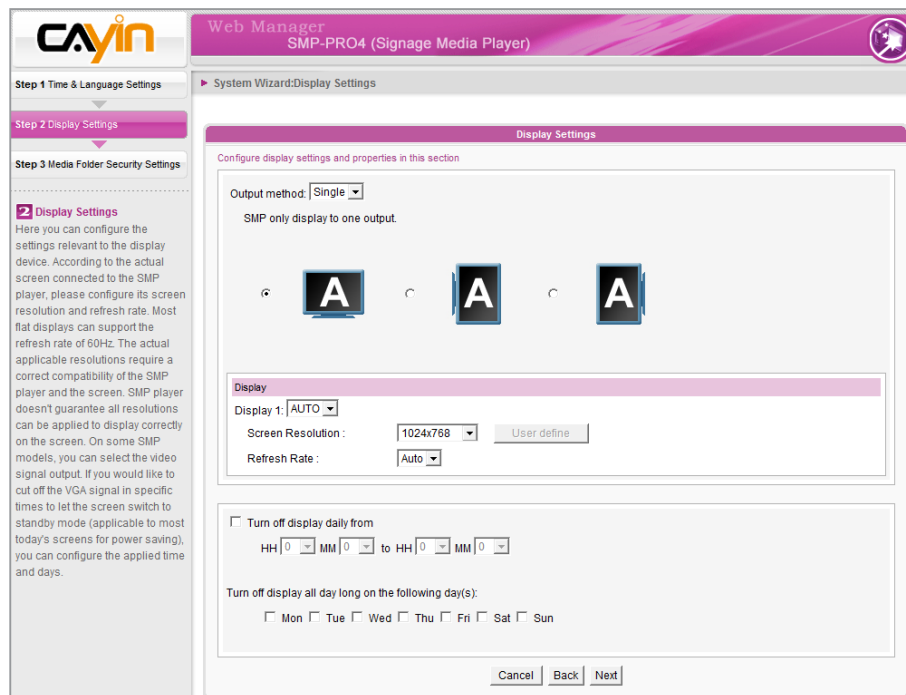 CAYIN
Web Manager
SMP-PRO4 (Signage Media Player)
Step 1 Time & Language Settings
Step 2 Display Settings
Step 3 Media Folder Security Settings
2 Display Settings
Here you can configure the
settings relevant to the display
device. According to the actual
screen connected to the SMP
player, please configure its screen
resolution and refresh rate. Most
flat displays can support the
refresh rate of 60Hz. The actual
applicable resolutions require a
correct compatibility of the SMP
player and the screen. SMP player
doesn't guarantee all resolutions
can be applied to display correctly
on the screen. On some SMP
models, you can select the video
signal output. If you would like to
cut off the VGA signal in specific
times to let the screen switch to
standby mode (applicable to most
today's screens for power saving),
you can configure the applied time
and days.
System Wizard:Display Settings
Display Settings
Configure display settings and properties in this section
Output method: Single
SMP only display to one output.
A A A
Display
Display 1: AUTO
Screen Resolution : 1024x768 User define
Refresh Rate : Auto
Turn off display daily from
HH 0 MM 0 to HH 0 MM 0
Turn off display all day long on the following day(s):
Mon Tue Wed Thu Fri Sat Sun
Cancel Back Next